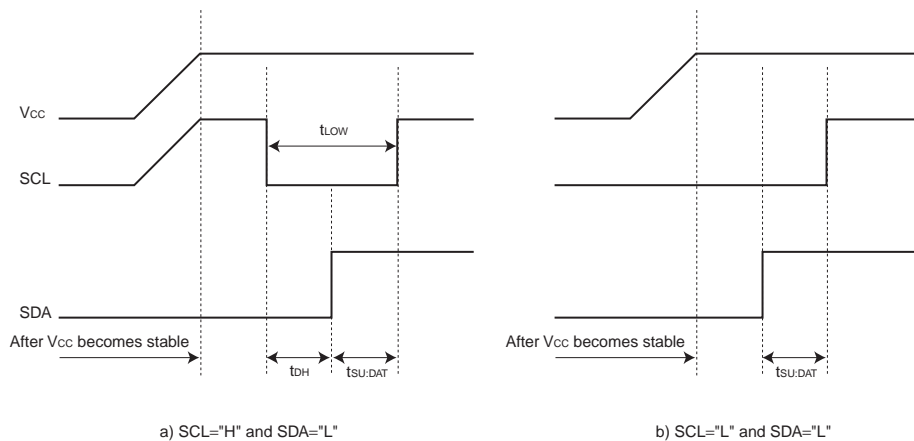 VCC
tLOW
SCL
SDA
After VCC becomes stable
tDH
tSU:DAT
a) SCL="H" and SDA="L"
After VCC becomes stable
tSU:DAT
b) SCL="L" and SDA="L"